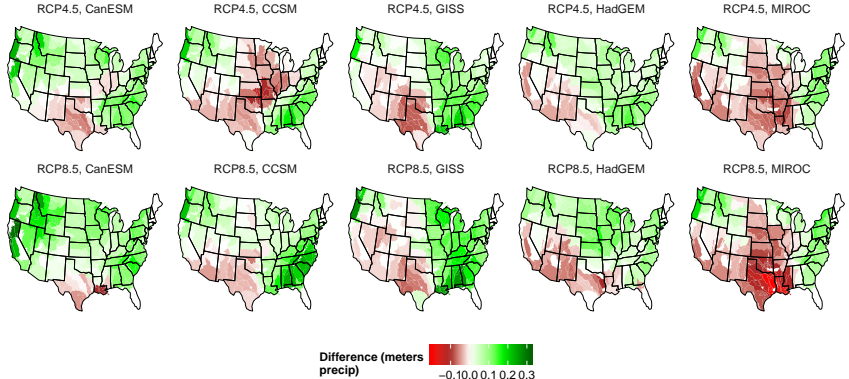 RCP4.5, CanESM
RCP4.5, CCSM
RCP4.5, GISS
RCP4.5, HadGEM
RCP4.5, MIROC
RCP8.5, CanESM
RCP8.5, CCSM
RCP8.5, GISS
RCP8.5, HadGEM
RCP8.5, MIROC
Difference (meters
precip)
−0.10.0 0.1 0.2 0.3